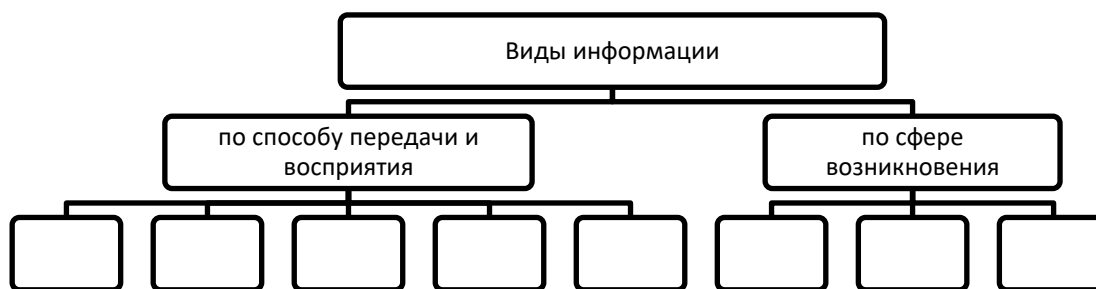 Виды информации
по способу передачи и
восприятия
по сфере
возникновения